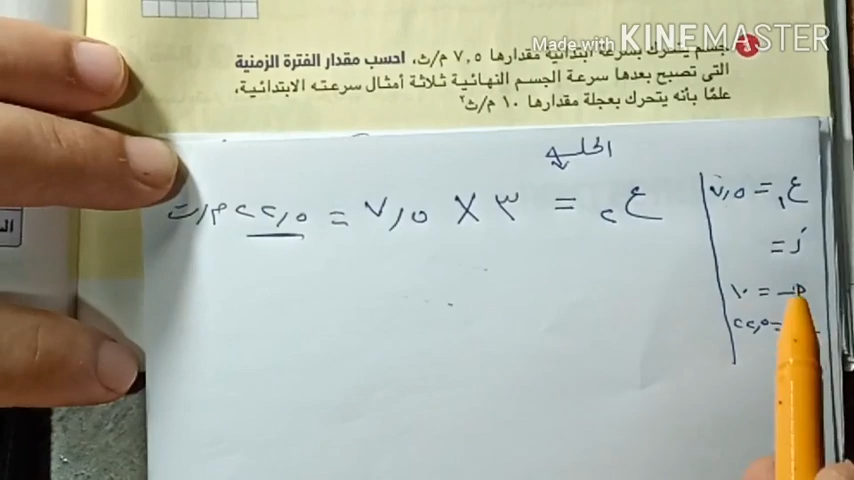 Made with KINEMASTER
جسم يتحرك بسرعة ابتدائية مقدارها ٧,٥ م/ث، احسب مقدار الفترة الزمنية
التى تصبح بعدها سرعة الجسم النهائية ثلاثة أمثال سرعته الابتدائية،
علمًا بأنه يتحرك بعجلة مقدارها ١٠ م/ث٢
الحلـــ
ع٢ = ٣ × ٧,٥ = ٢٢,٥ م/ث
ع١ = ٧,٥
ز =
جـ = ١٠
= ٢٢,٥